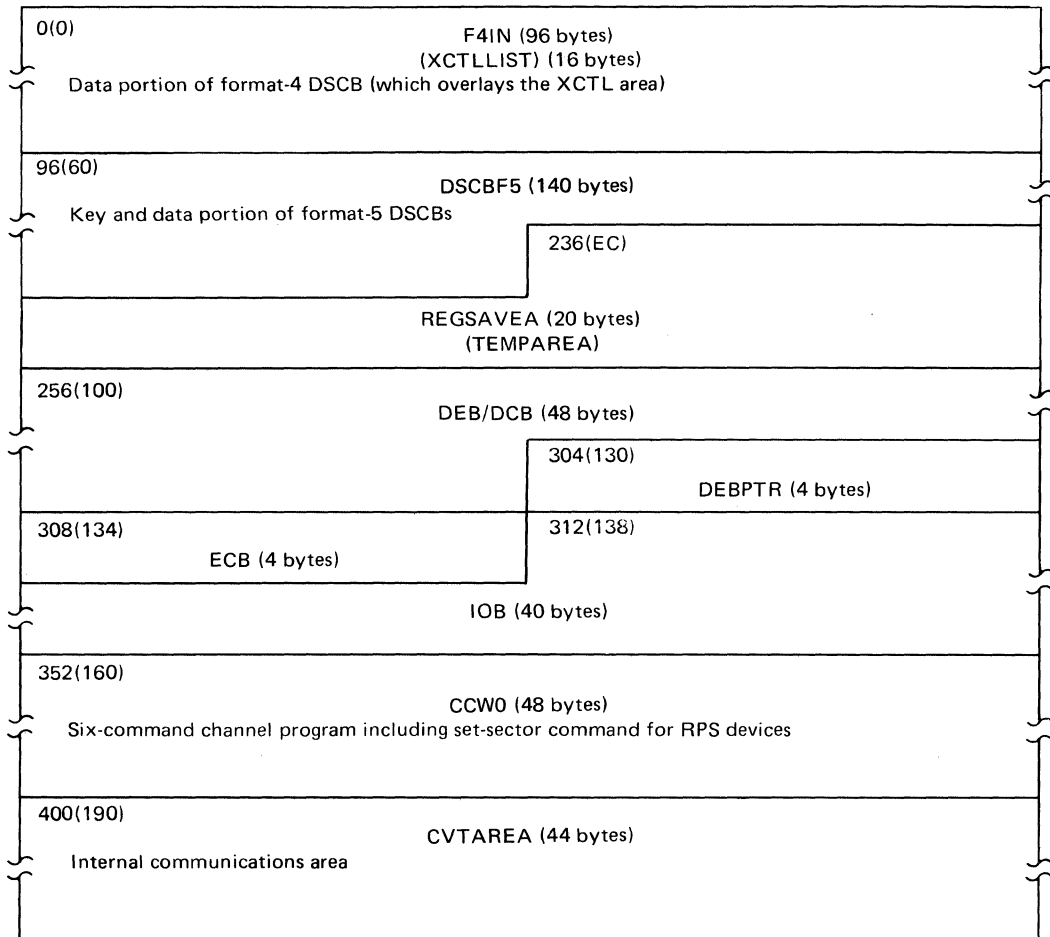 0(0)
F4IN (96 bytes)
(XCTLLIST) (16 bytes)
Data portion of format-4 DSCB (which overlays the XCTL area)
96(60)
DSCBF5 (140 bytes)
Key and data portion of format-5 DSCBs
236(EC)
REGSAVEA (20 bytes)
(TEMPAREA)
256(100)
DEB/DCB (48 bytes)
304(130)
DEBPTR (4 bytes)
308(134)
312(138)
ECB (4 bytes)
IOB (40 bytes)
352(160)
CCW0 (48 bytes)
Six-command channel program including set-sector command for RPS devices
400(190)
CVTAREA (44 bytes)
Internal communications area